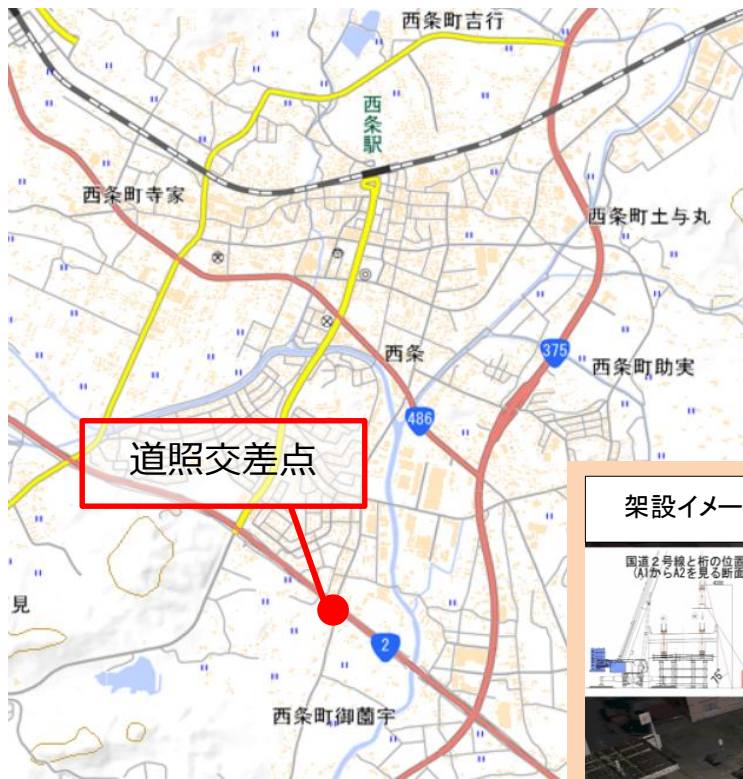 西条町吉行
西条駅
西条町寺家
西条町土与丸
西条
375
西条町助実
486
道照交差点
架設イメー
国道2号線と桁の位置
(A1からA2を見る断面
75°
見
2
西条町御薗宇